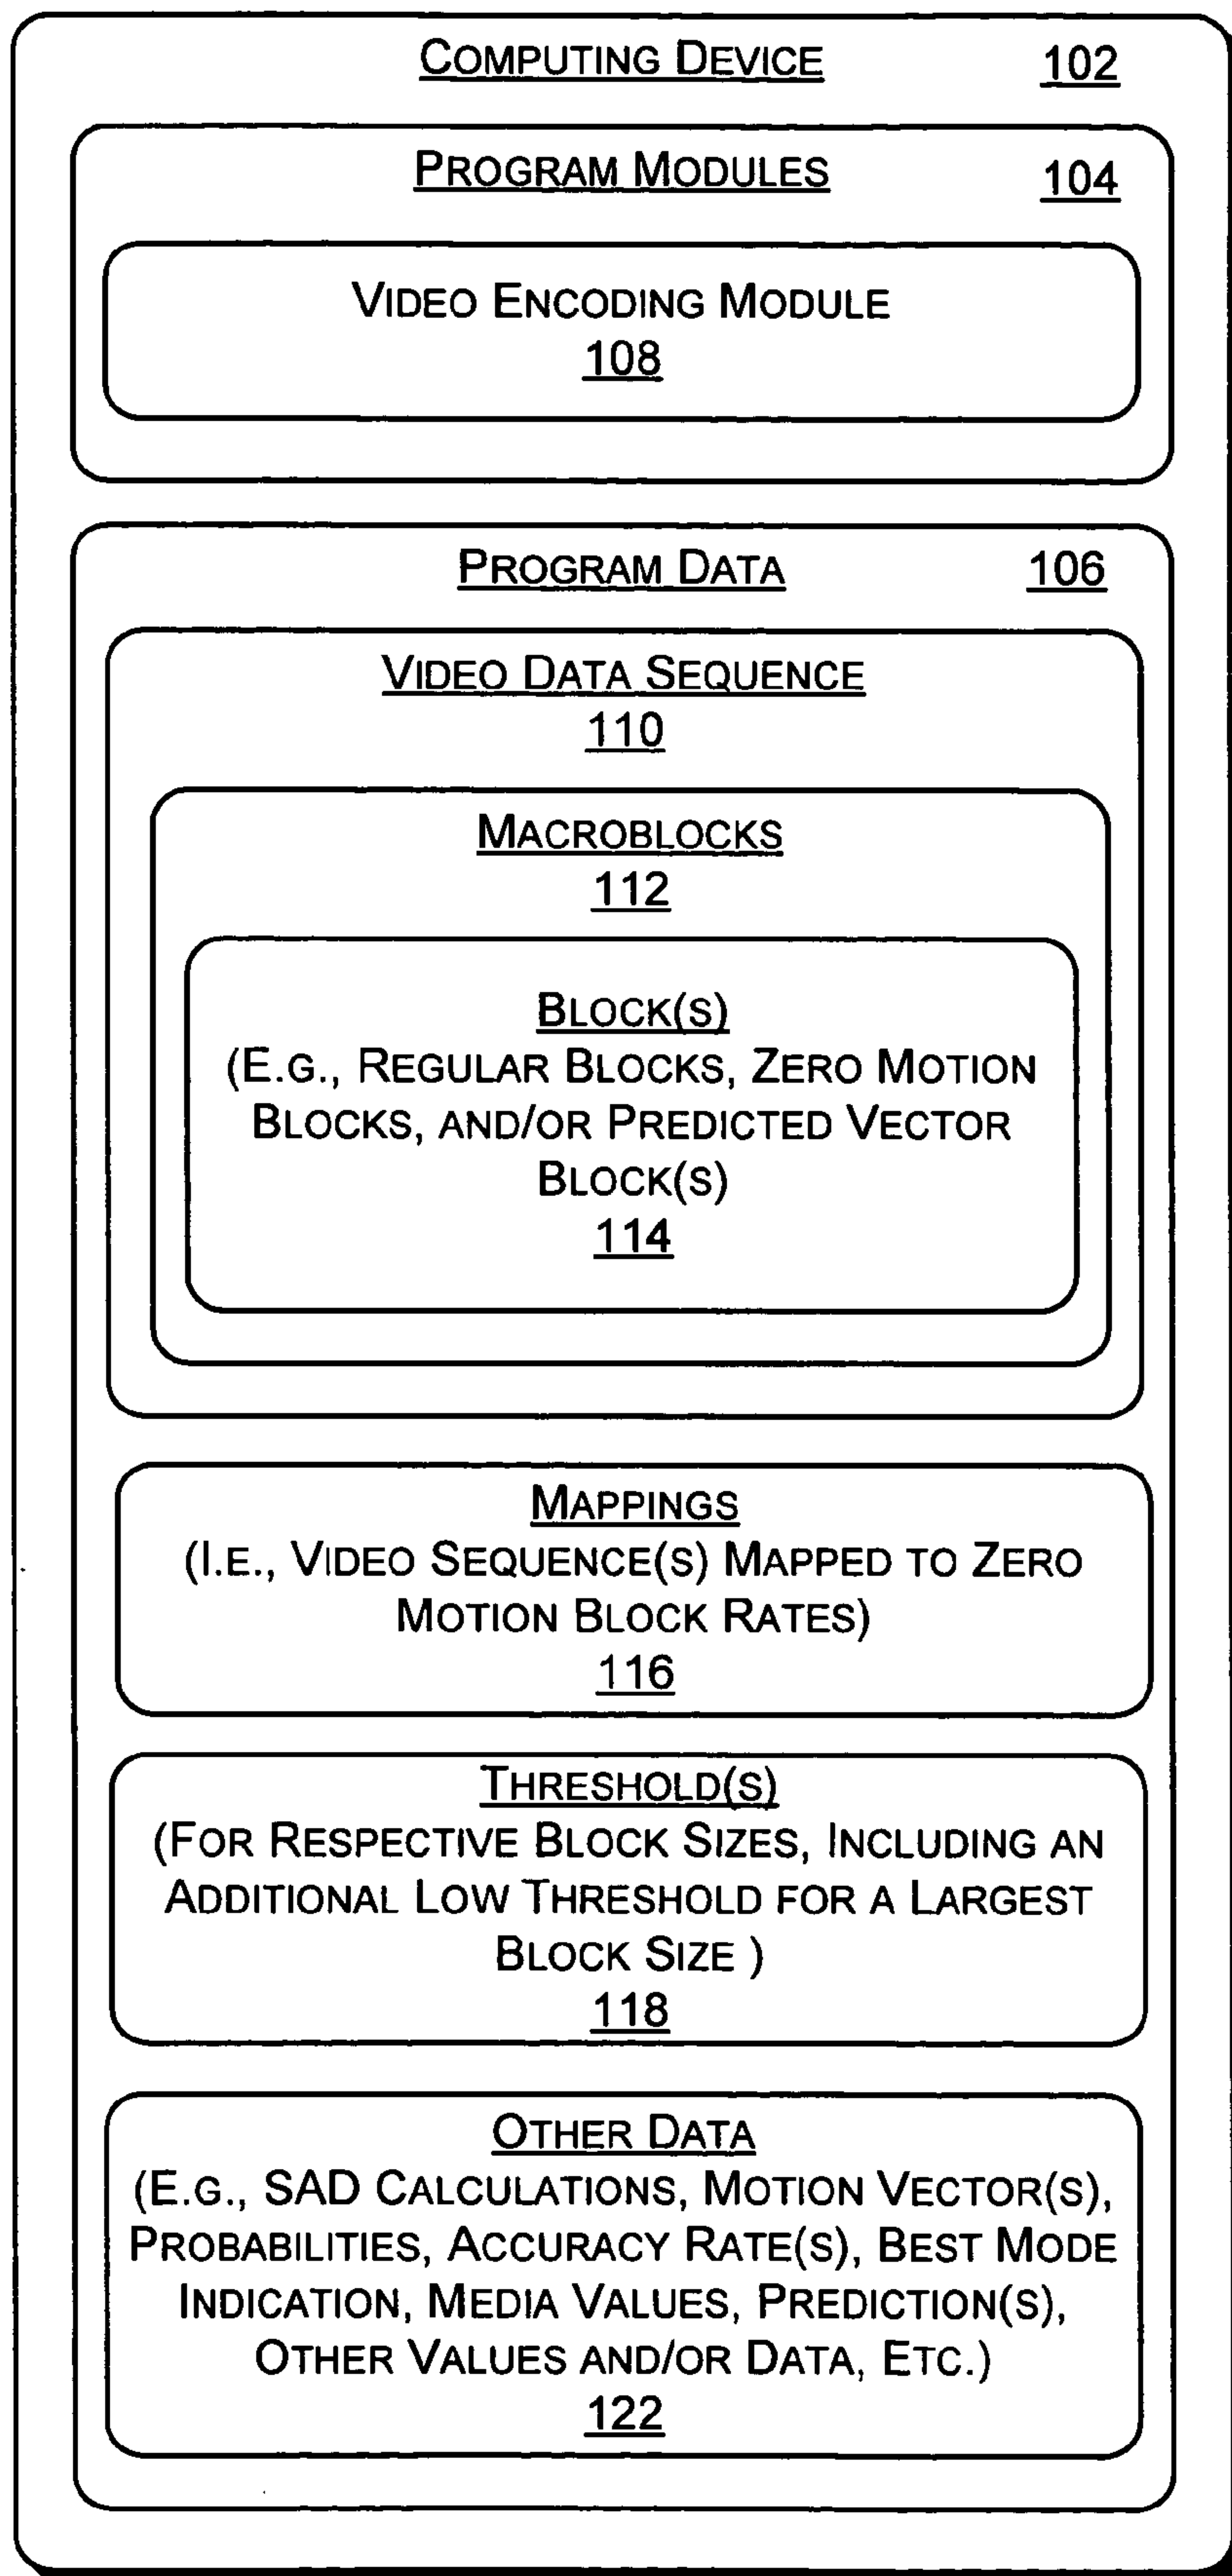 COMPUTING DEVICE 102
PROGRAM MODULES 104
VIDEO ENCODING MODULE
108
PROGRAM DATA 106
VIDEO DATA SEQUENCE
110
MACROBLOCKS
112
BLOCK(S)
(E.G., REGULAR BLOCKS, ZERO MOTION
BLOCKS, AND/OR PREDICTED VECTOR
BLOCK(S)
114
MAPPINGS
(I.E., VIDEO SEQUENCE(S) MAPPED TO ZERO
MOTION BLOCK RATES)
116
THRESHOLD(S)
(FOR RESPECTIVE BLOCK SIZES, INCLUDING AN
ADDITIONAL LOW THRESHOLD FOR A LARGEST
BLOCK SIZE )
118
OTHER DATA
(E.G., SAD CALCULATIONS, MOTION VECTOR(S),
PROBABILITIES, ACCURACY RATE(S), BEST MODE
INDICATION, MEDIA VALUES, PREDICTION(S),
OTHER VALUES AND/OR DATA, ETC.)
122